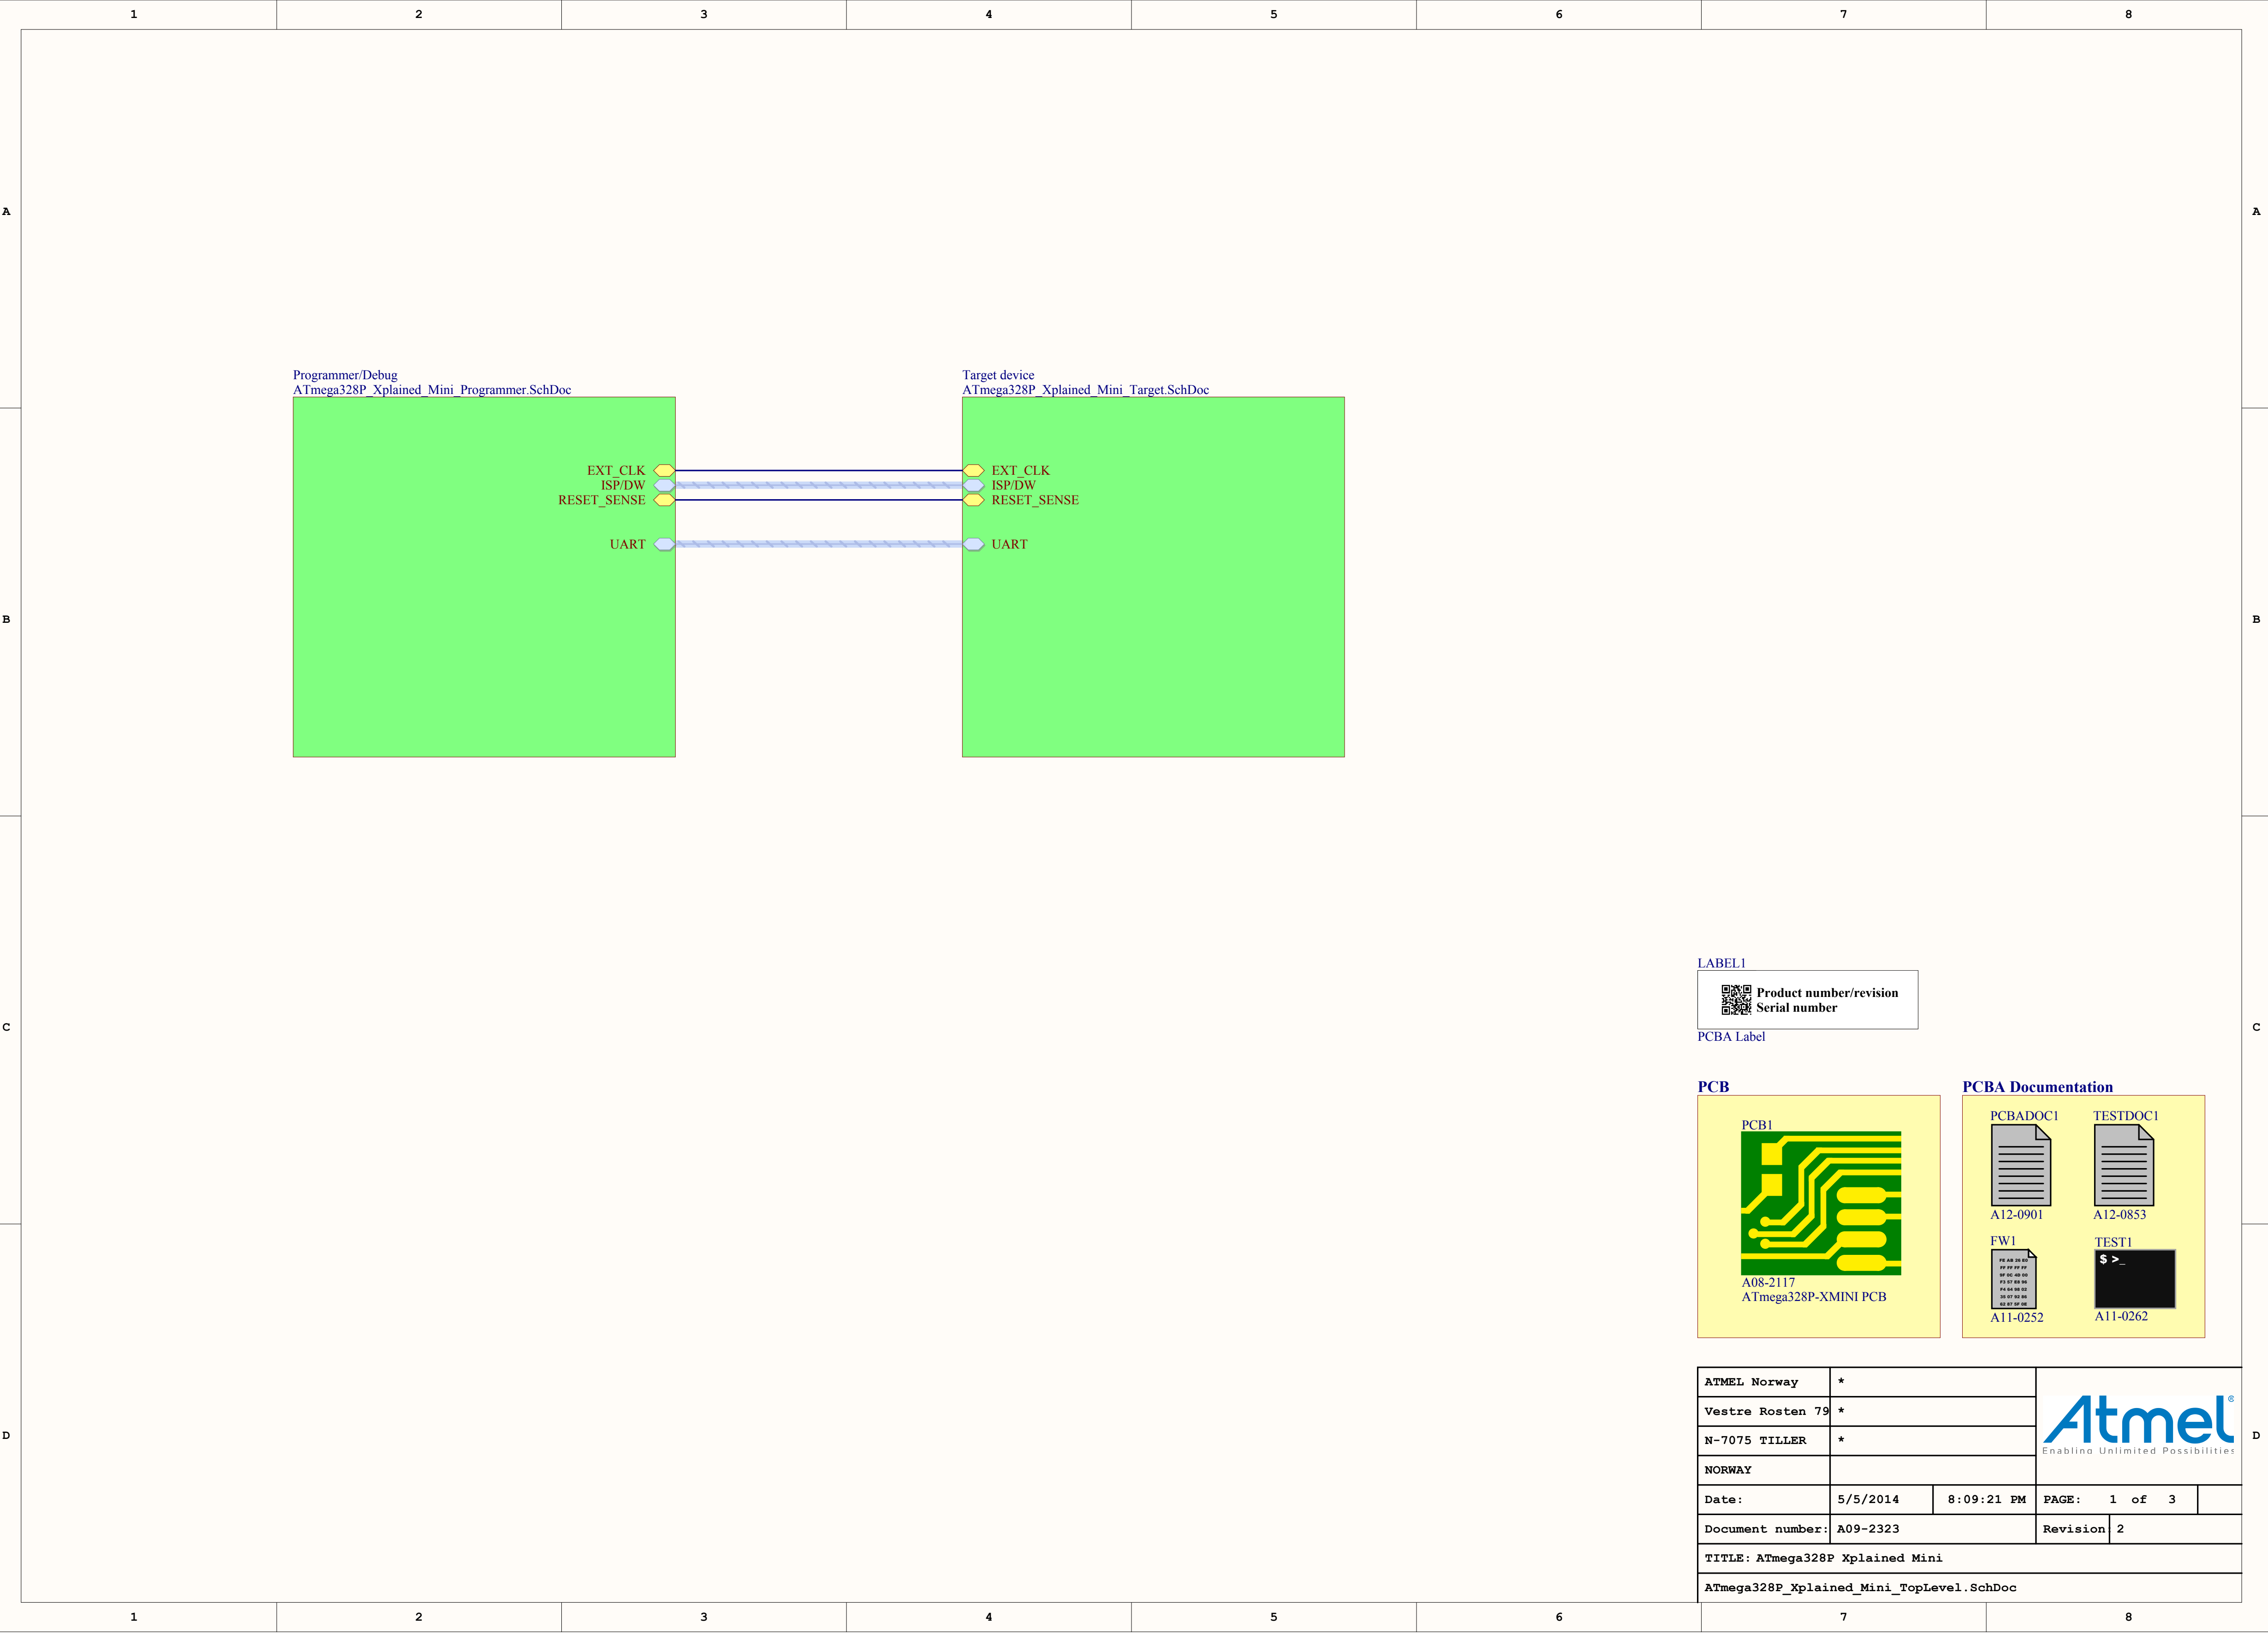 1 2 3 4 5 6 7 8
A A
Programmer/Debug
ATmega328P_Xplained_Mini_Programmer.SchDoc
Target device
ATmega328P_Xplained_Mini_Target.SchDoc
EXT_CLK EXT_CLK
ISP/DW ISP/DW
RESET_SENSE RESET_SENSE
UART UART
B B
LABEL1
Product number/revision
Serial number
PCBA Label
C C
PCB
PCB1
A08-2117
ATmega328P-XMINI PCB
PCBA Documentation
PCBADOC1 TESTDOC1
A12-0901 A12-0853
FW1 TEST1
$ >_
A11-0252 A11-0262
ATMEL Norway *
Vestre Rosten 79 *
N-7075 TILLER *
NORWAY
Atmel®
Enabling Unlimited Possibilities
D D
Date: 5/5/2014 8:09:21 PM PAGE: 1 of 3
Document number: A09-2323 Revision 2
TITLE: ATmega328P Xplained Mini
ATmega328P_Xplained_Mini_TopLevel.SchDoc
1 2 3 4 5 6 7 8